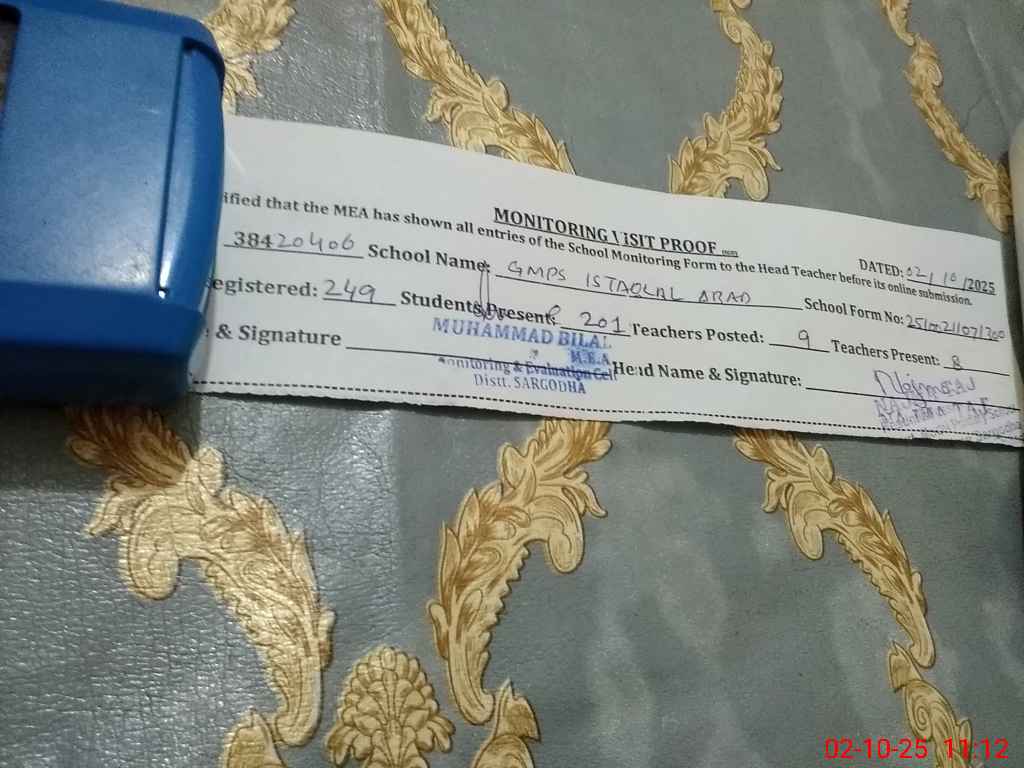 MONITORING VISIT PROOF
DATED: 02/10/2025
ified that the MEA has shown all entries of the School Monitoring Form to the Head Teacher before its online submission.
38420406 School Name: GMPS ISTAQLAL ABAD School Form No:
egistered: 249 Students Present: 201 Teachers Posted: 9 Teachers Present: 8
& Signature Head Name & Signature:
MUHAMMAD BILAL
M.E.A
Monitoring & Evaluation Cell
Distt. SARGODHA
02-10-25 11:12